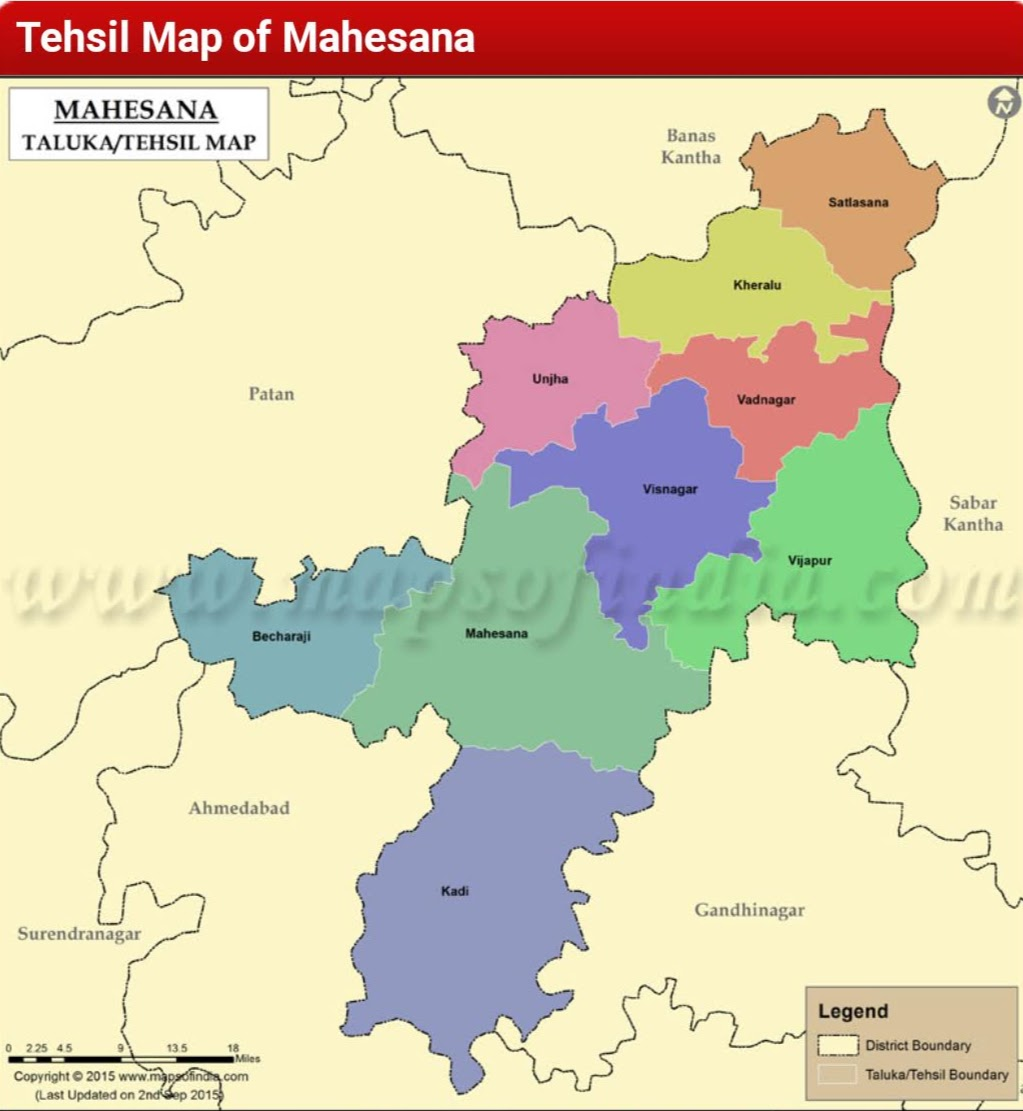 Tehsil Map of Mahesana
MAHESANA
TALUKA/TEHSIL MAP
N
Banas
Kantha
Satlasana
Kheralu
Unjha
Patan
Vadnagar
Visnagar
Sabar
Kantha
Vijapur
www.mapsofindia.com
Becharaji
Mahesana
Ahmedabad
Kadi
Gandhinagar
Surendranagar
Legend
District Boundary
Taluka/Tehsil Boundary
0 2.25 4.5 9 13.5 18
Miles
Copyright © 2015 www.mapsofindia.com
(Last Updated on 2nd Sep 2015)